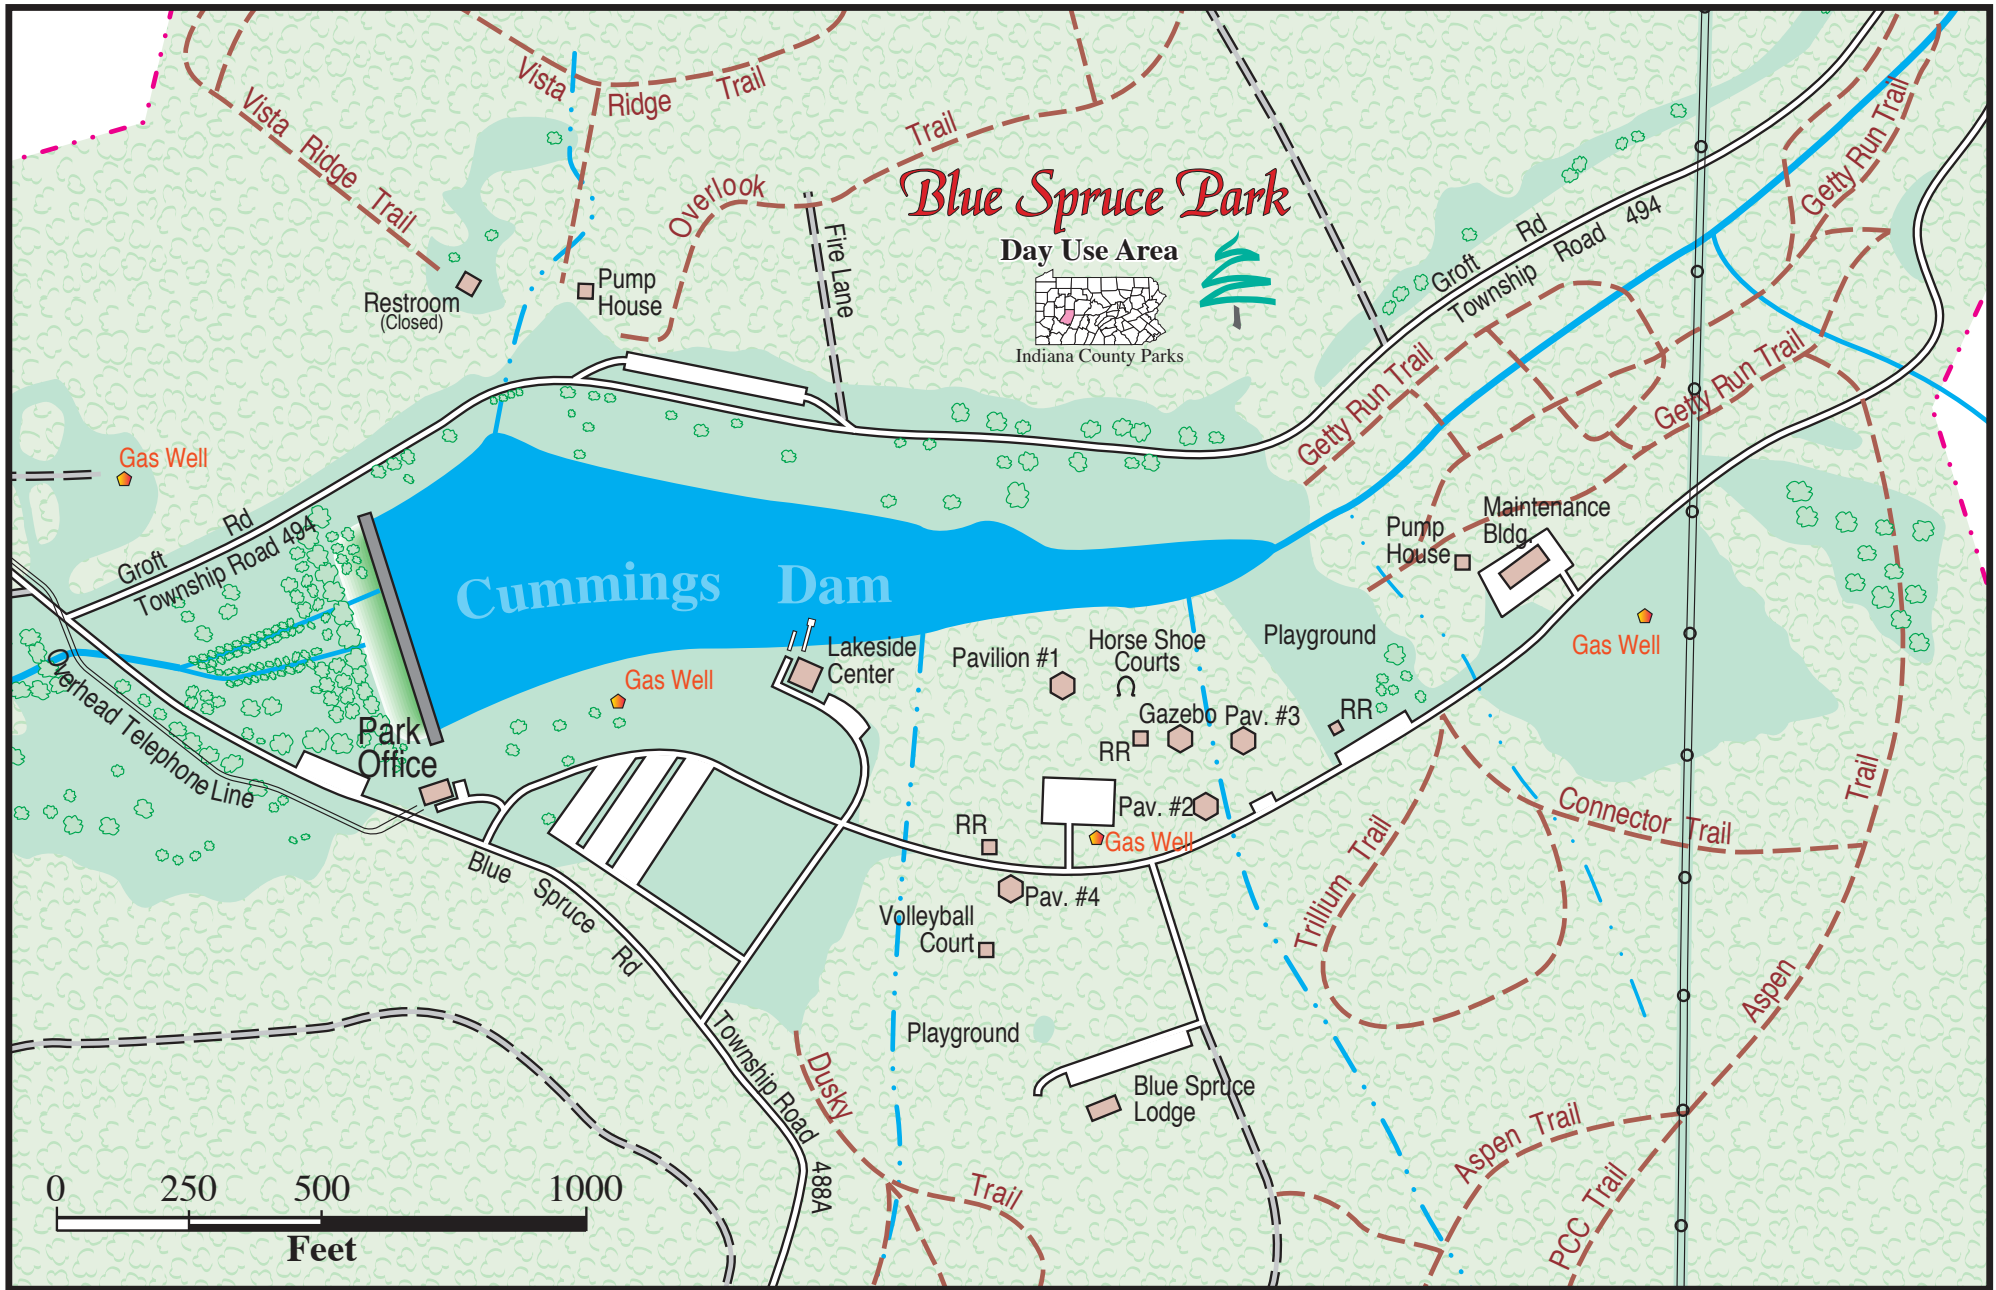 Vista
Ridge
Trail
Vista Ridge Trail
Trail
Overlook
Blue Spruce Park
Day Use Area
Indiana County Parks
Fire Lane
Pump
House
Restroom
(Closed)
Groft Rd
Township Road 494
Getty Run Trail
Getty Run Trail
Getty Run Trail
Gas Well
Groft Rd
Township Road 494
Cummings Dam
Maintenance
Bldg.
Pump
House
Gas Well
Lakeside
Center
Gas Well
Pavilion #1
Horse Shoe
Courts
Playground
Gazebo
Pav. #3
RR
RR
Park
Office
Overhead Telephone Line
Pav. #2
Gas Well
RR
Pav. #4
Volleyball
Court
Connector Trail
Trail
Trillium Trail
Aspen
Blue Spruce Rd
Township Road 488A
Playground
Dusky
Trail
Blue Spruce
Lodge
Aspen Trail
PCC Trail
0 250 500 1000
Feet